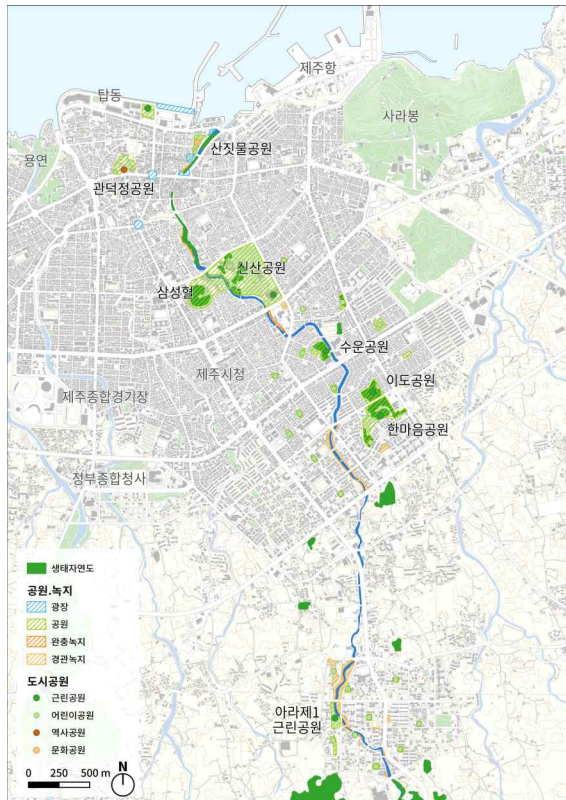 제주항
탑동
사라봉
용연
산짓물공원
관덕정공원
신산공원
삼성혈
수운공원
제주시청
이도공원
제주종합경기장
한마음공원
정부종합청사
생태자연도
공원.녹지
광장
공원
완충녹지
경관녹지
도시공원
근린공원
어린이공원
역사공원
문화공원
아라제1
근린공원
N
0 250 500 m